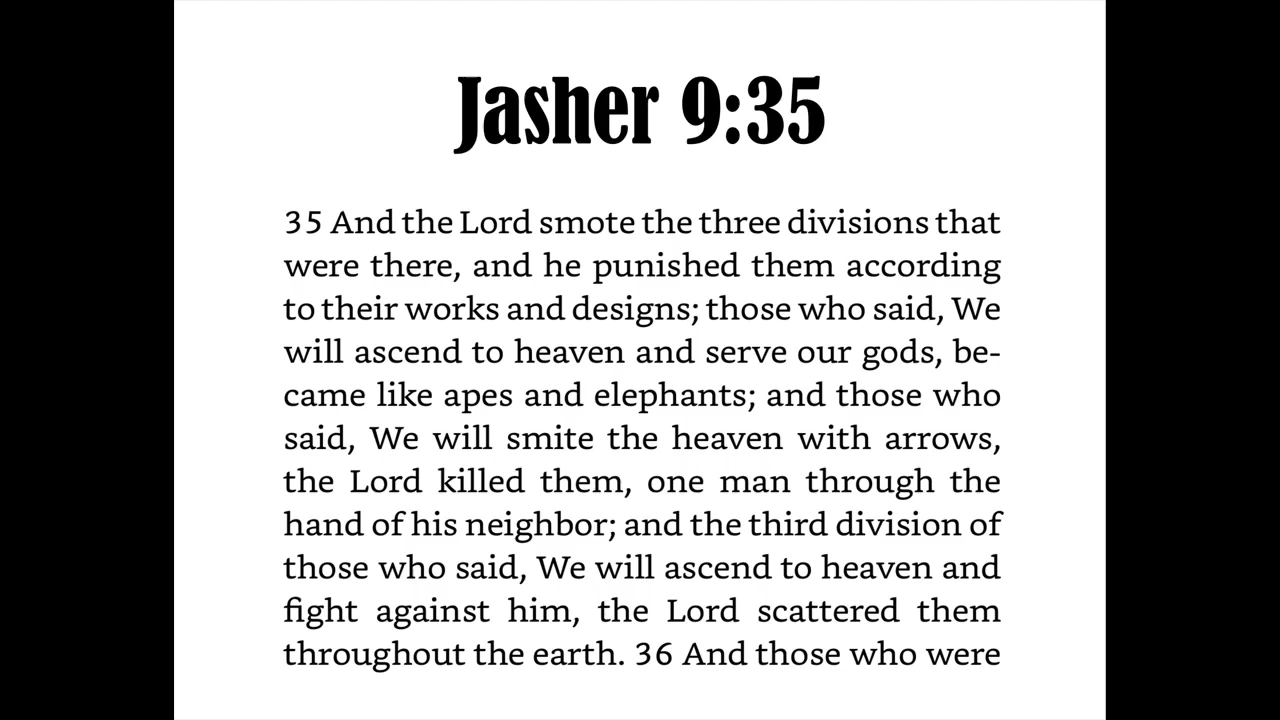 Jasher 9:35
35 And the Lord smote the three divisions that
were there, and he punished them according
to their works and designs; those who said, We
will ascend to heaven and serve our gods, be-
came like apes and elephants; and those who
said, We will smite the heaven with arrows,
the Lord killed them, one man through the
hand of his neighbor; and the third division of
those who said, We will ascend to heaven and
fight against him, the Lord scattered them
throughout the earth. 36 And those who were